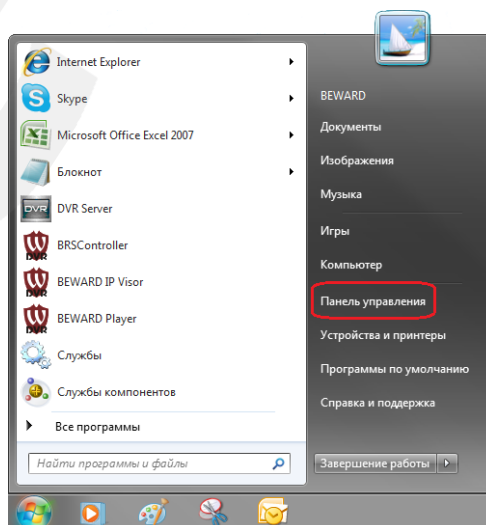 Internet Explorer
Skype
Microsoft Office Excel 2007
Блокнот
DVR Server
BRSController
BEWARD IP Visor
BEWARD Player
Службы
Службы компонентов
Все программы
Найти программы и файлы
BEWARD
Документы
Изображения
Музыка
Игры
Компьютер
Панель управления
Устройства и принтеры
Программы по умолчанию
Справка и поддержка
Завершение работы